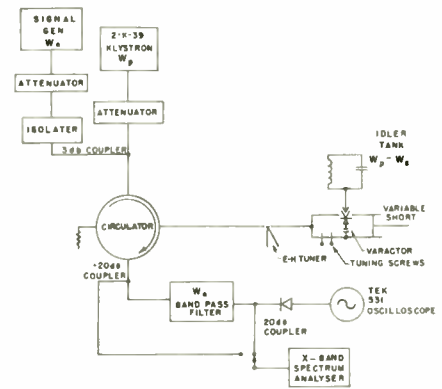 SIGNAL
GEN
Ws
2-K-39
KLYSTRON
Wp
ATTENUATOR
ATTENUATOR
ISOLATER
3db COUPLER
IDLER
TANK
Wp - Ws
VARIABLE
SHORT
CIRCULATOR
VARACTOR
E-H TUNER
TUNING SCREWS
-20db
COUPLER
Ws
BAND PASS
FILTER
20db
COUPLER
TEK
531
OSCILLOSCOPE
X-BAND
SPECTRUM
ANALYSER